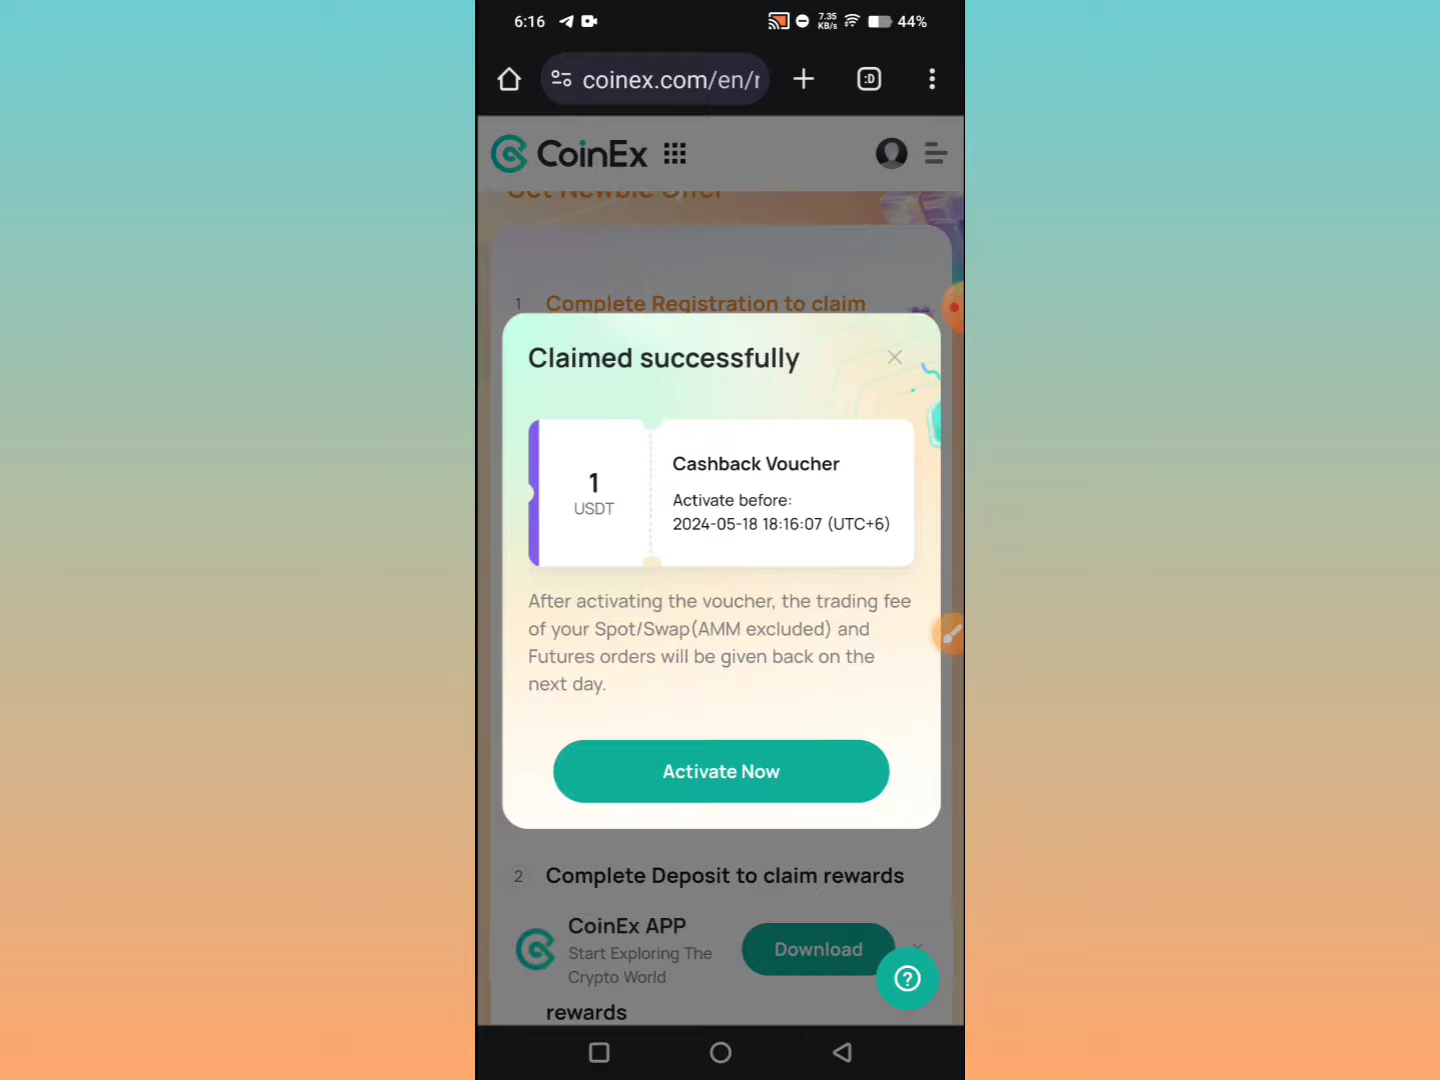 6:16
7.35
KB/s
44%
coinex.com/en/r
:D
CoinEx
Get Newbie Offer
1 Complete Registration to claim
Claimed successfully
1
USDT
Cashback Voucher
Activate before:
2024-05-18 18:16:07 (UTC+6)
After activating the voucher, the trading fee
of your Spot/Swap(AMM excluded) and
Futures orders will be given back on the
next day.
Activate Now
2 Complete Deposit to claim rewards
CoinEx APP
Start Exploring The
Crypto World
Download
rewards